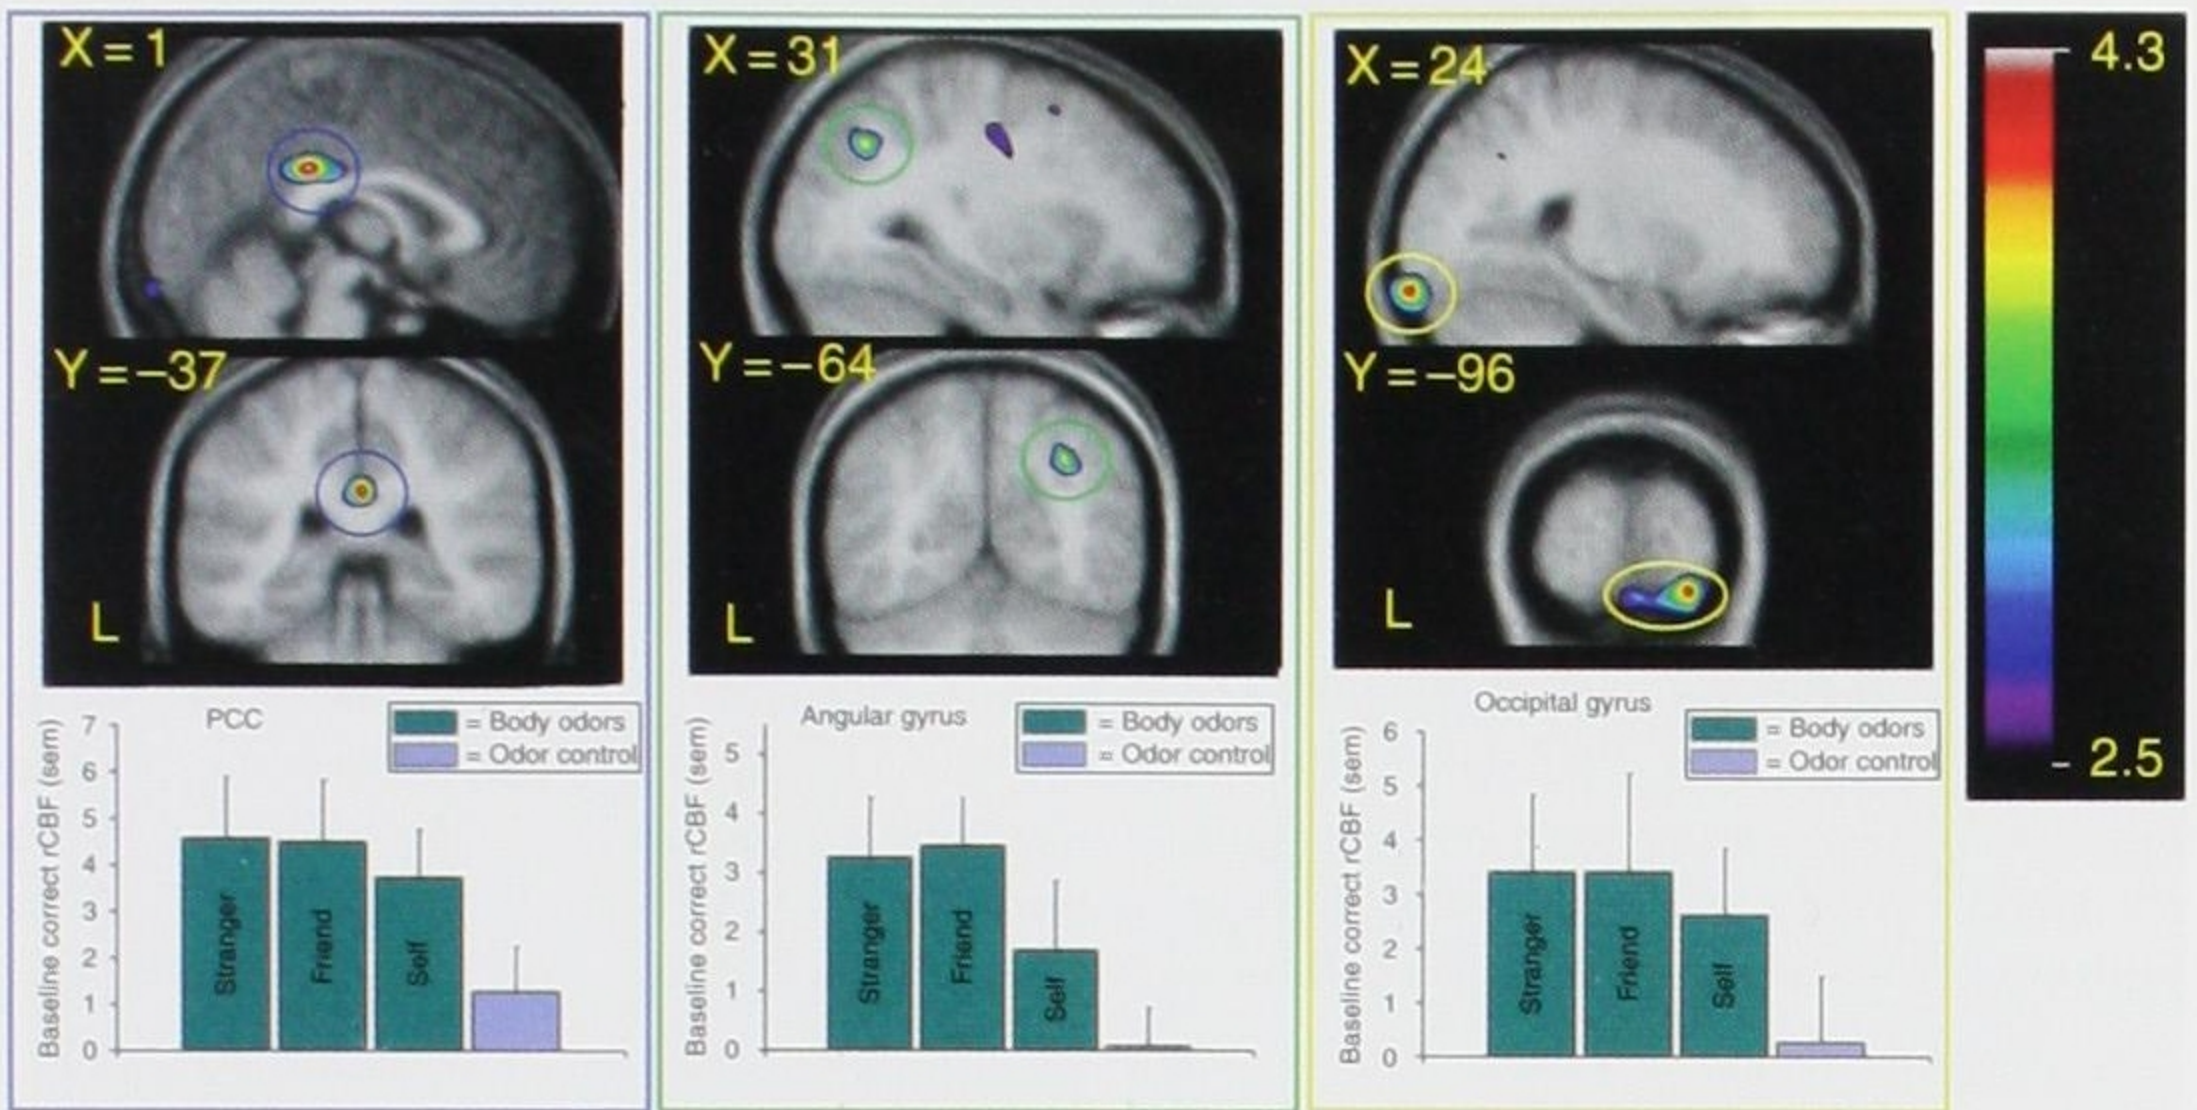 X = 1
Y = –37
L
PCC
= Body odors
= Odor control
Baseline correct rCBF (sem)
7
6
5
4
3
2
1
0
Stranger
Friend
Self
X = 31
Y = –64
L
Angular gyrus
= Body odors
= Odor control
Baseline correct rCBF (sem)
5
4
3
2
1
0
Stranger
Friend
Self
X = 24
Y = –96
L
Occipital gyrus
= Body odors
= Odor control
Baseline correct rCBF (sem)
6
5
4
3
2
1
0
Stranger
Friend
Self
4.3
2.5